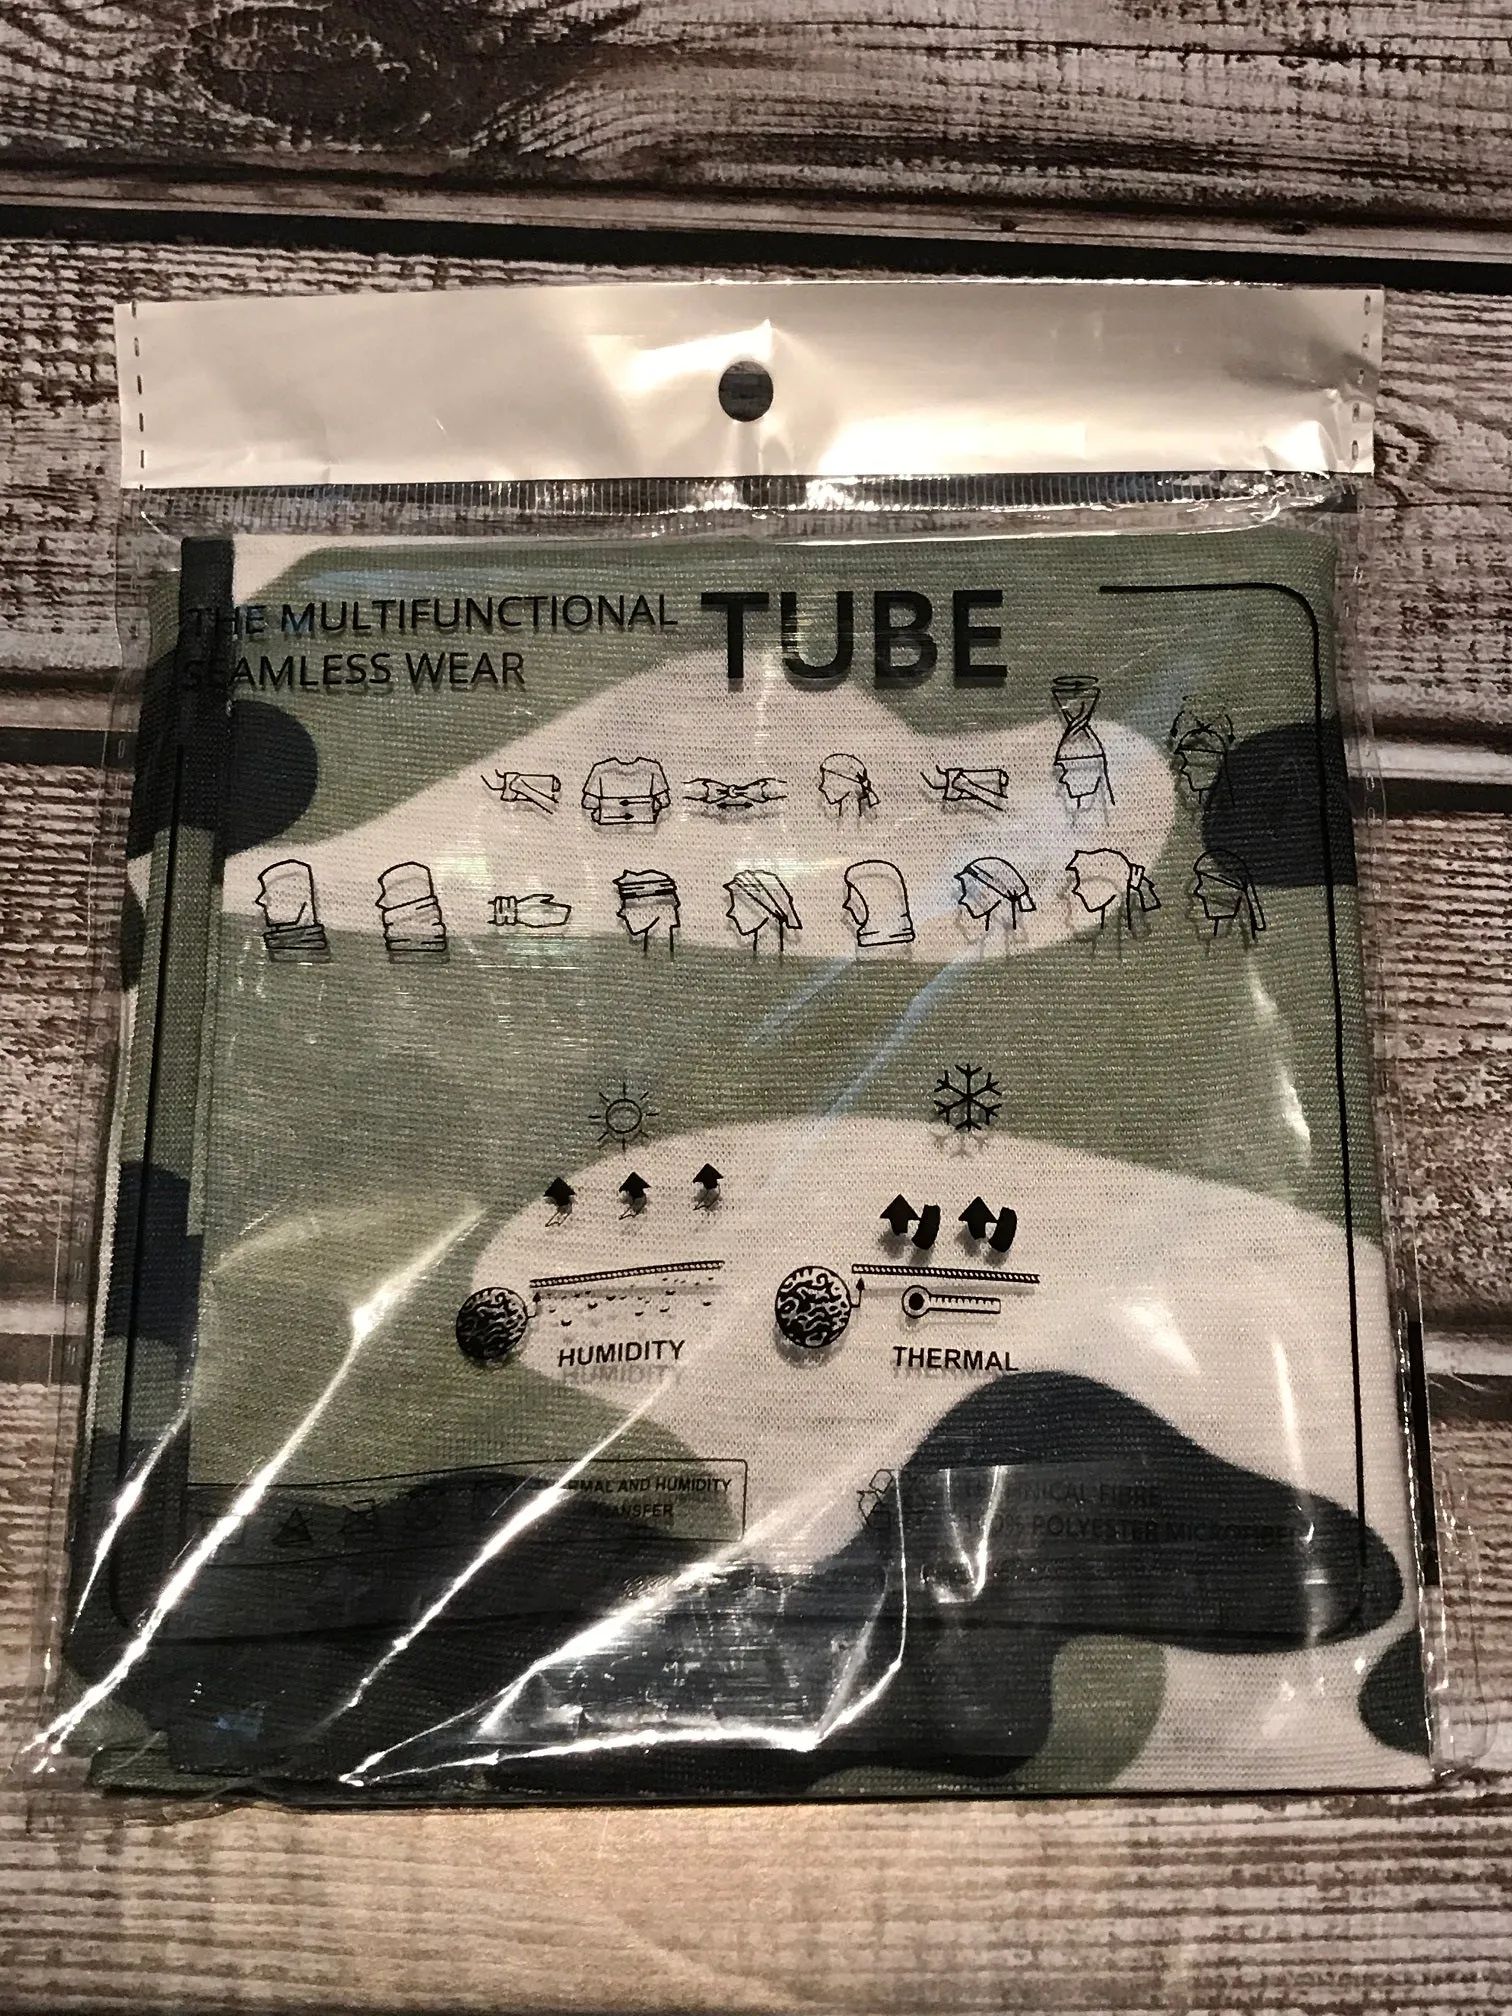 THE MULTIFUNCTIONAL
SEAMLESS WEAR
TUBE
HUMIDITY
THERMAL
THERMAL AND HUMIDITY
TRANSFER
TECHNICAL FIBRE
100% POLYESTER MICROFIBER